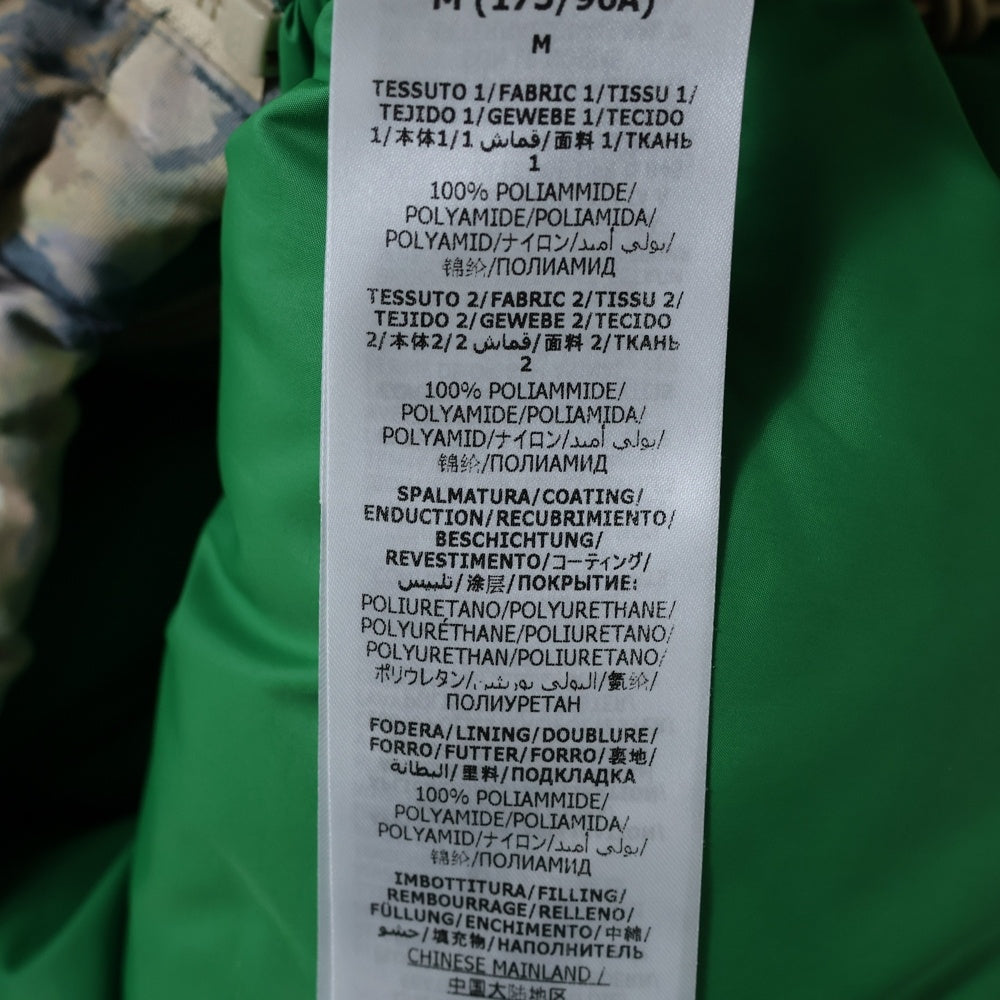 M (175/96A)
M
TESSUTO 1/FABRIC 1/TISSU 1/
TEJIDO 1/GEWEBE 1/TECIDO
1/本体1/قماش 1/面料 1/ТКАНЬ
1
100% POLIAMMIDE/
POLYAMIDE/POLIAMIDA/
POLYAMID/ナイロン/بولي أميد/
锦纶/ПОЛИАМИД
TESSUTO 2/FABRIC 2/TISSU 2/
TEJIDO 2/GEWEBE 2/TECIDO
2/本体2/قماش 2/面料 2/ТКАНЬ
2
100% POLIAMMIDE/
POLYAMIDE/POLIAMIDA/
POLYAMID/ナイロン/بولي أميد/
锦纶/ПОЛИАМИД
SPALMATURA/COATING/
ENDUCTION/RECUBRIMIENTO/
BESCHICHTUNG/
REVESTIMENTO/コーティング/
تلبيس/涂层/ПОКРЫТИЕ:
POLIURETANO/POLYURETHANE/
POLYURÉTHANE/POLIURETANO/
POLYURETHAN/POLIURETANO/
ポリウレタン/البولي يوريثين/氨纶/
ПОЛИУРЕТАН
FODERA/LINING/DOUBLURE/
FORRO/FUTTER/FORRO/裏地/
البطانة/里料/ПОДКЛАДКА
100% POLIAMMIDE/
POLYAMIDE/POLIAMIDA/
POLYAMID/ナイロン/بولي أميد/
锦纶/ПОЛИАМИД
IMBOTTITURA/FILLING/
REMBOURRAGE/RELLENO/
FÜLLUNG/ENCHIMENTO/中綿/
حشو/填充物/НАПОЛНИТЕЛЬ
CHINESE MAINLAND /
中国大陆地区